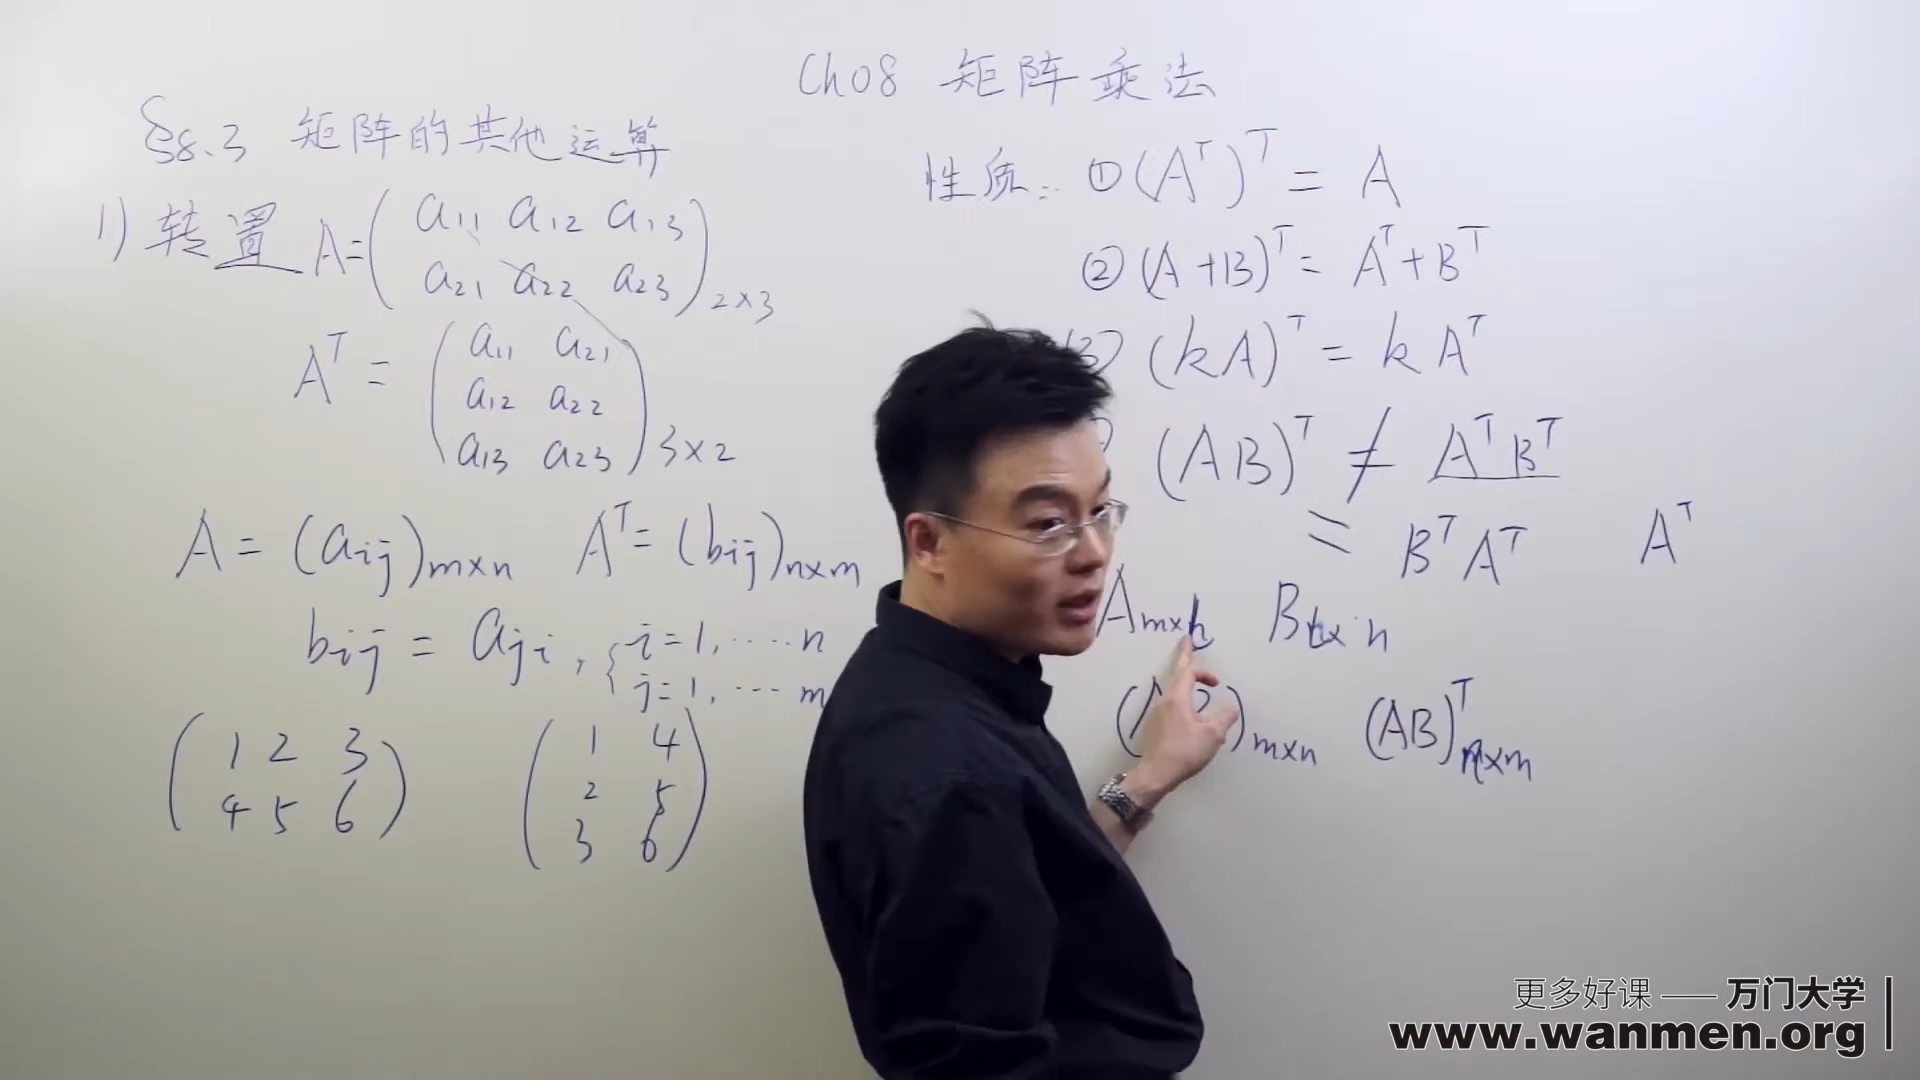 Ch08 矩阵乘法
§8.3 矩阵的其他运算
1) 转置 A=(a11 a12 a13
a21 a22 a23)2×3
A^T = (a11 a21
a12 a22
a13 a23)3×2
A = (aij)m×n A^T = (bij)n×m
bij = aji, {i=1, ····· n
j=1, ··· m
(1 2 3
4 5 6)
(1 4
2 5
3 6)
性质: ①(A^T)^T = A
②(A+B)^T = A^T+B^T
(kA)^T = kA^T
(AB)^T ≠ A^T B^T
= B^T A^T A^T
Am× B ×n
( )m×n (AB)^T n×m
更多好课 —— 万门大学
www.wanmen.org